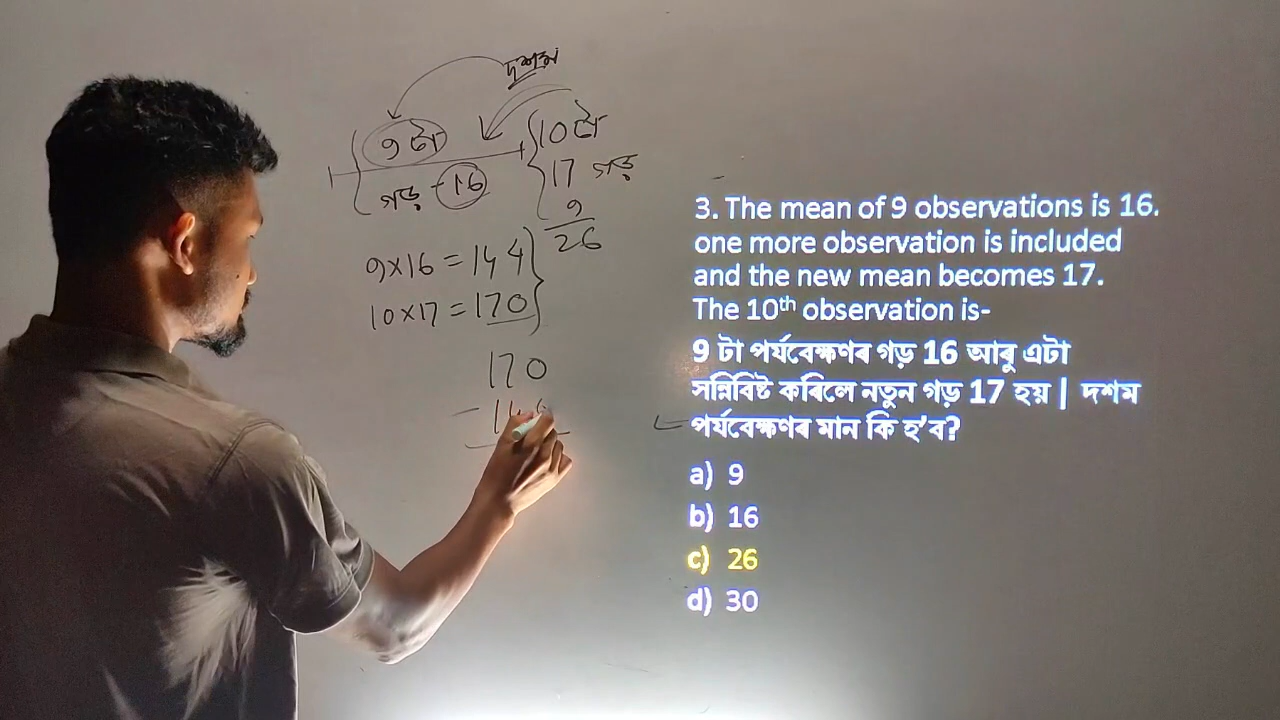 দশম
9 টা
গড় - 16
10 টা
17 গড়
9
26
9×16 = 144
10×17 = 170
170
- 14
3. The mean of 9 observations is 16.
one more observation is included
and the new mean becomes 17.
The 10th observation is-
9 টা পৰ্যবেক্ষণৰ গড় 16 আৰু এটা
সন্নিবিষ্ট কৰিলে নতুন গড় 17 হয় | দশম
পৰ্যবেক্ষণৰ মান কি হ’ব?
a) 9
b) 16
c) 26
d) 30